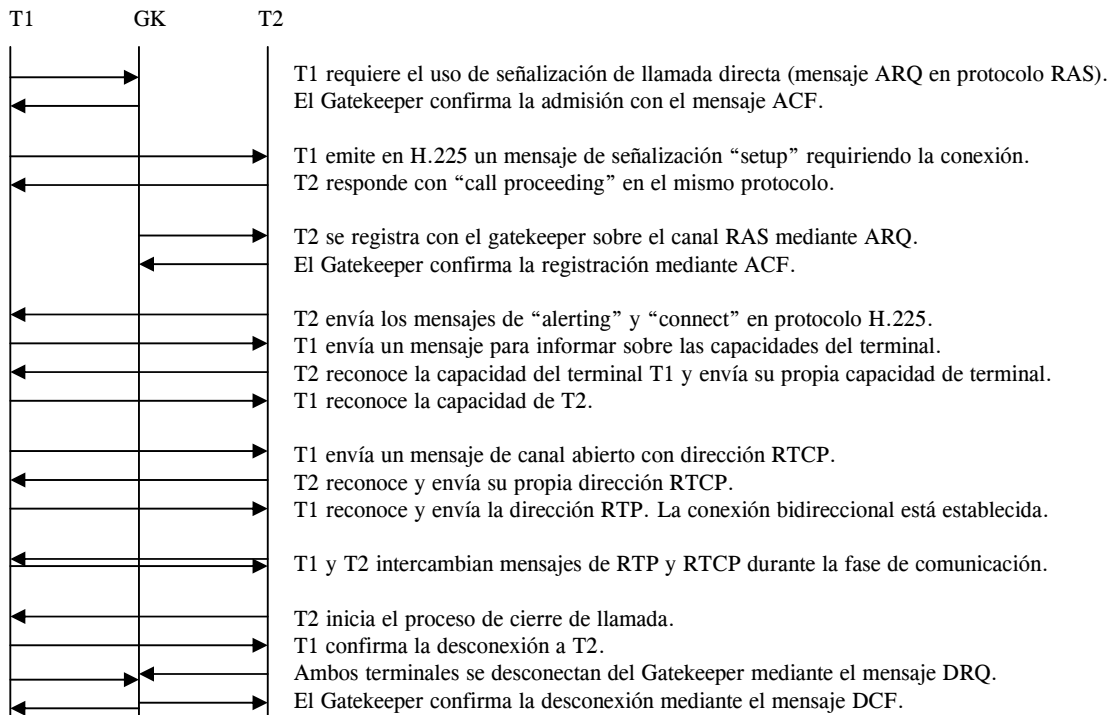 T1 GK T2
T1 requiere el uso de señalización de llamada directa (mensaje ARQ en protocolo RAS).
El Gatekeeper confirma la admisión con el mensaje ACF.
T1 emite en H.225 un mensaje de señalización “setup” requiriendo la conexión.
T2 responde con “call proceeding” en el mismo protocolo.
T2 se registra con el gatekeeper sobre el canal RAS mediante ARQ.
El Gatekeeper confirma la registración mediante ACF.
T2 envía los mensajes de “alerting” y “connect” en protocolo H.225.
T1 envía un mensaje para informar sobre las capacidades del terminal.
T2 reconoce la capacidad del terminal T1 y envía su propia capacidad de terminal.
T1 reconoce la capacidad de T2.
T1 envía un mensaje de canal abierto con dirección RTCP.
T2 reconoce y envía su propia dirección RTCP.
T1 reconoce y envía la dirección RTP. La conexión bidireccional está establecida.
T1 y T2 intercambian mensajes de RTP y RTCP durante la fase de comunicación.
T2 inicia el proceso de cierre de llamada.
T1 confirma la desconexión a T2.
Ambos terminales se desconectan del Gatekeeper mediante el mensaje DRQ.
El Gatekeeper confirma la desconexión mediante el mensaje DCF.